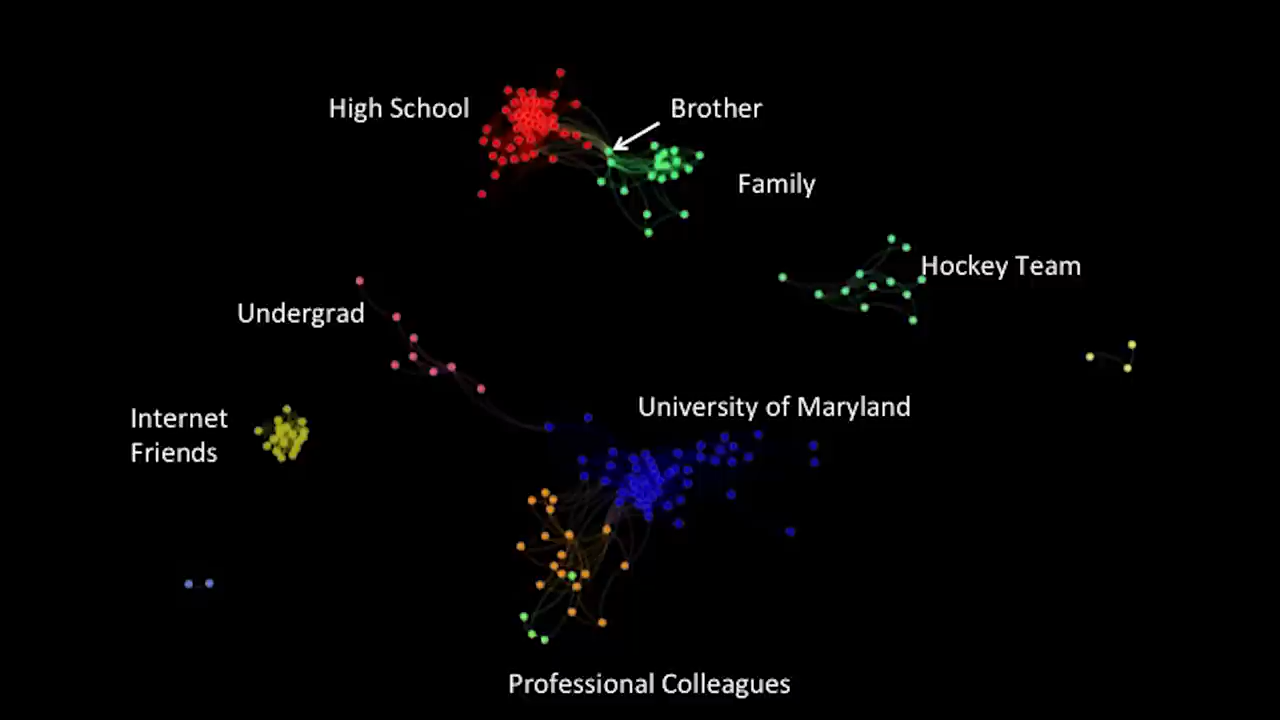 High School
Brother
Family
Hockey Team
Undergrad
University of Maryland
Internet
Friends
Professional Colleagues